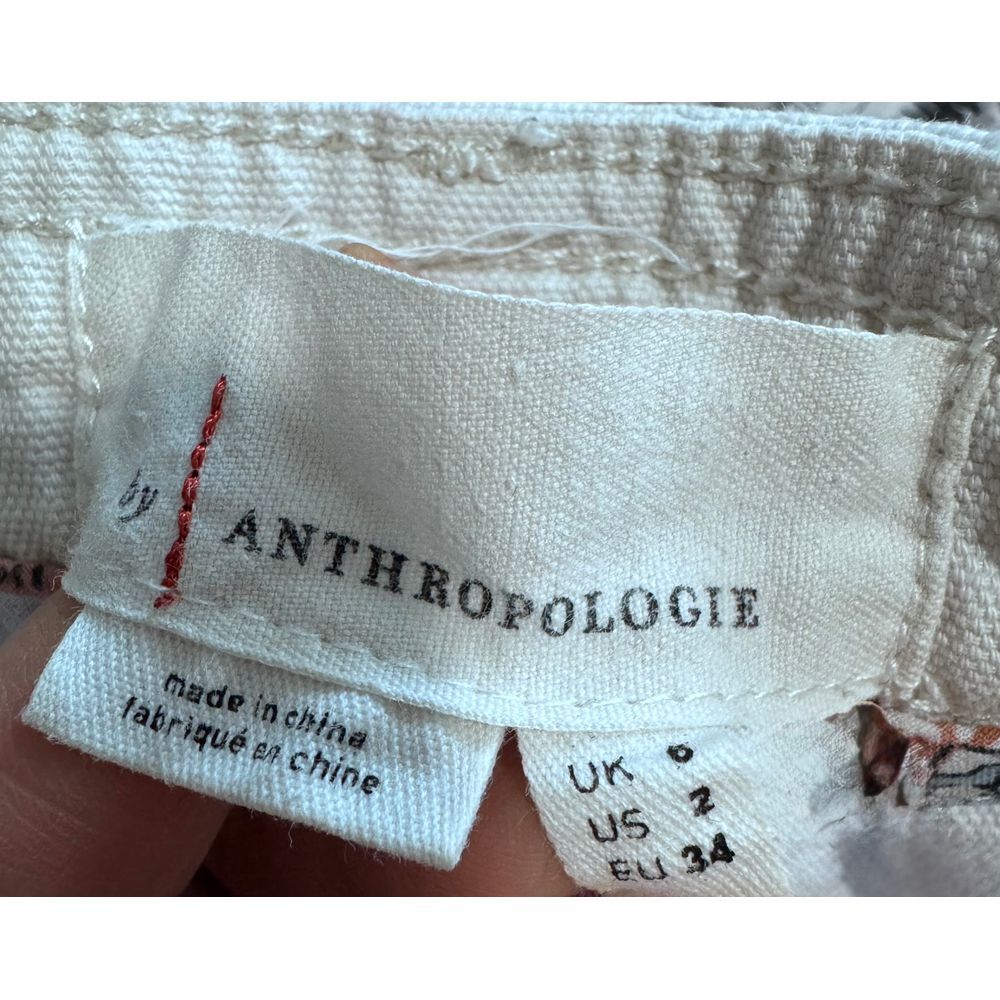 by ANTHROPOLOGIE
made in china
fabriqué en chine
UK 6
US 2
EU 34